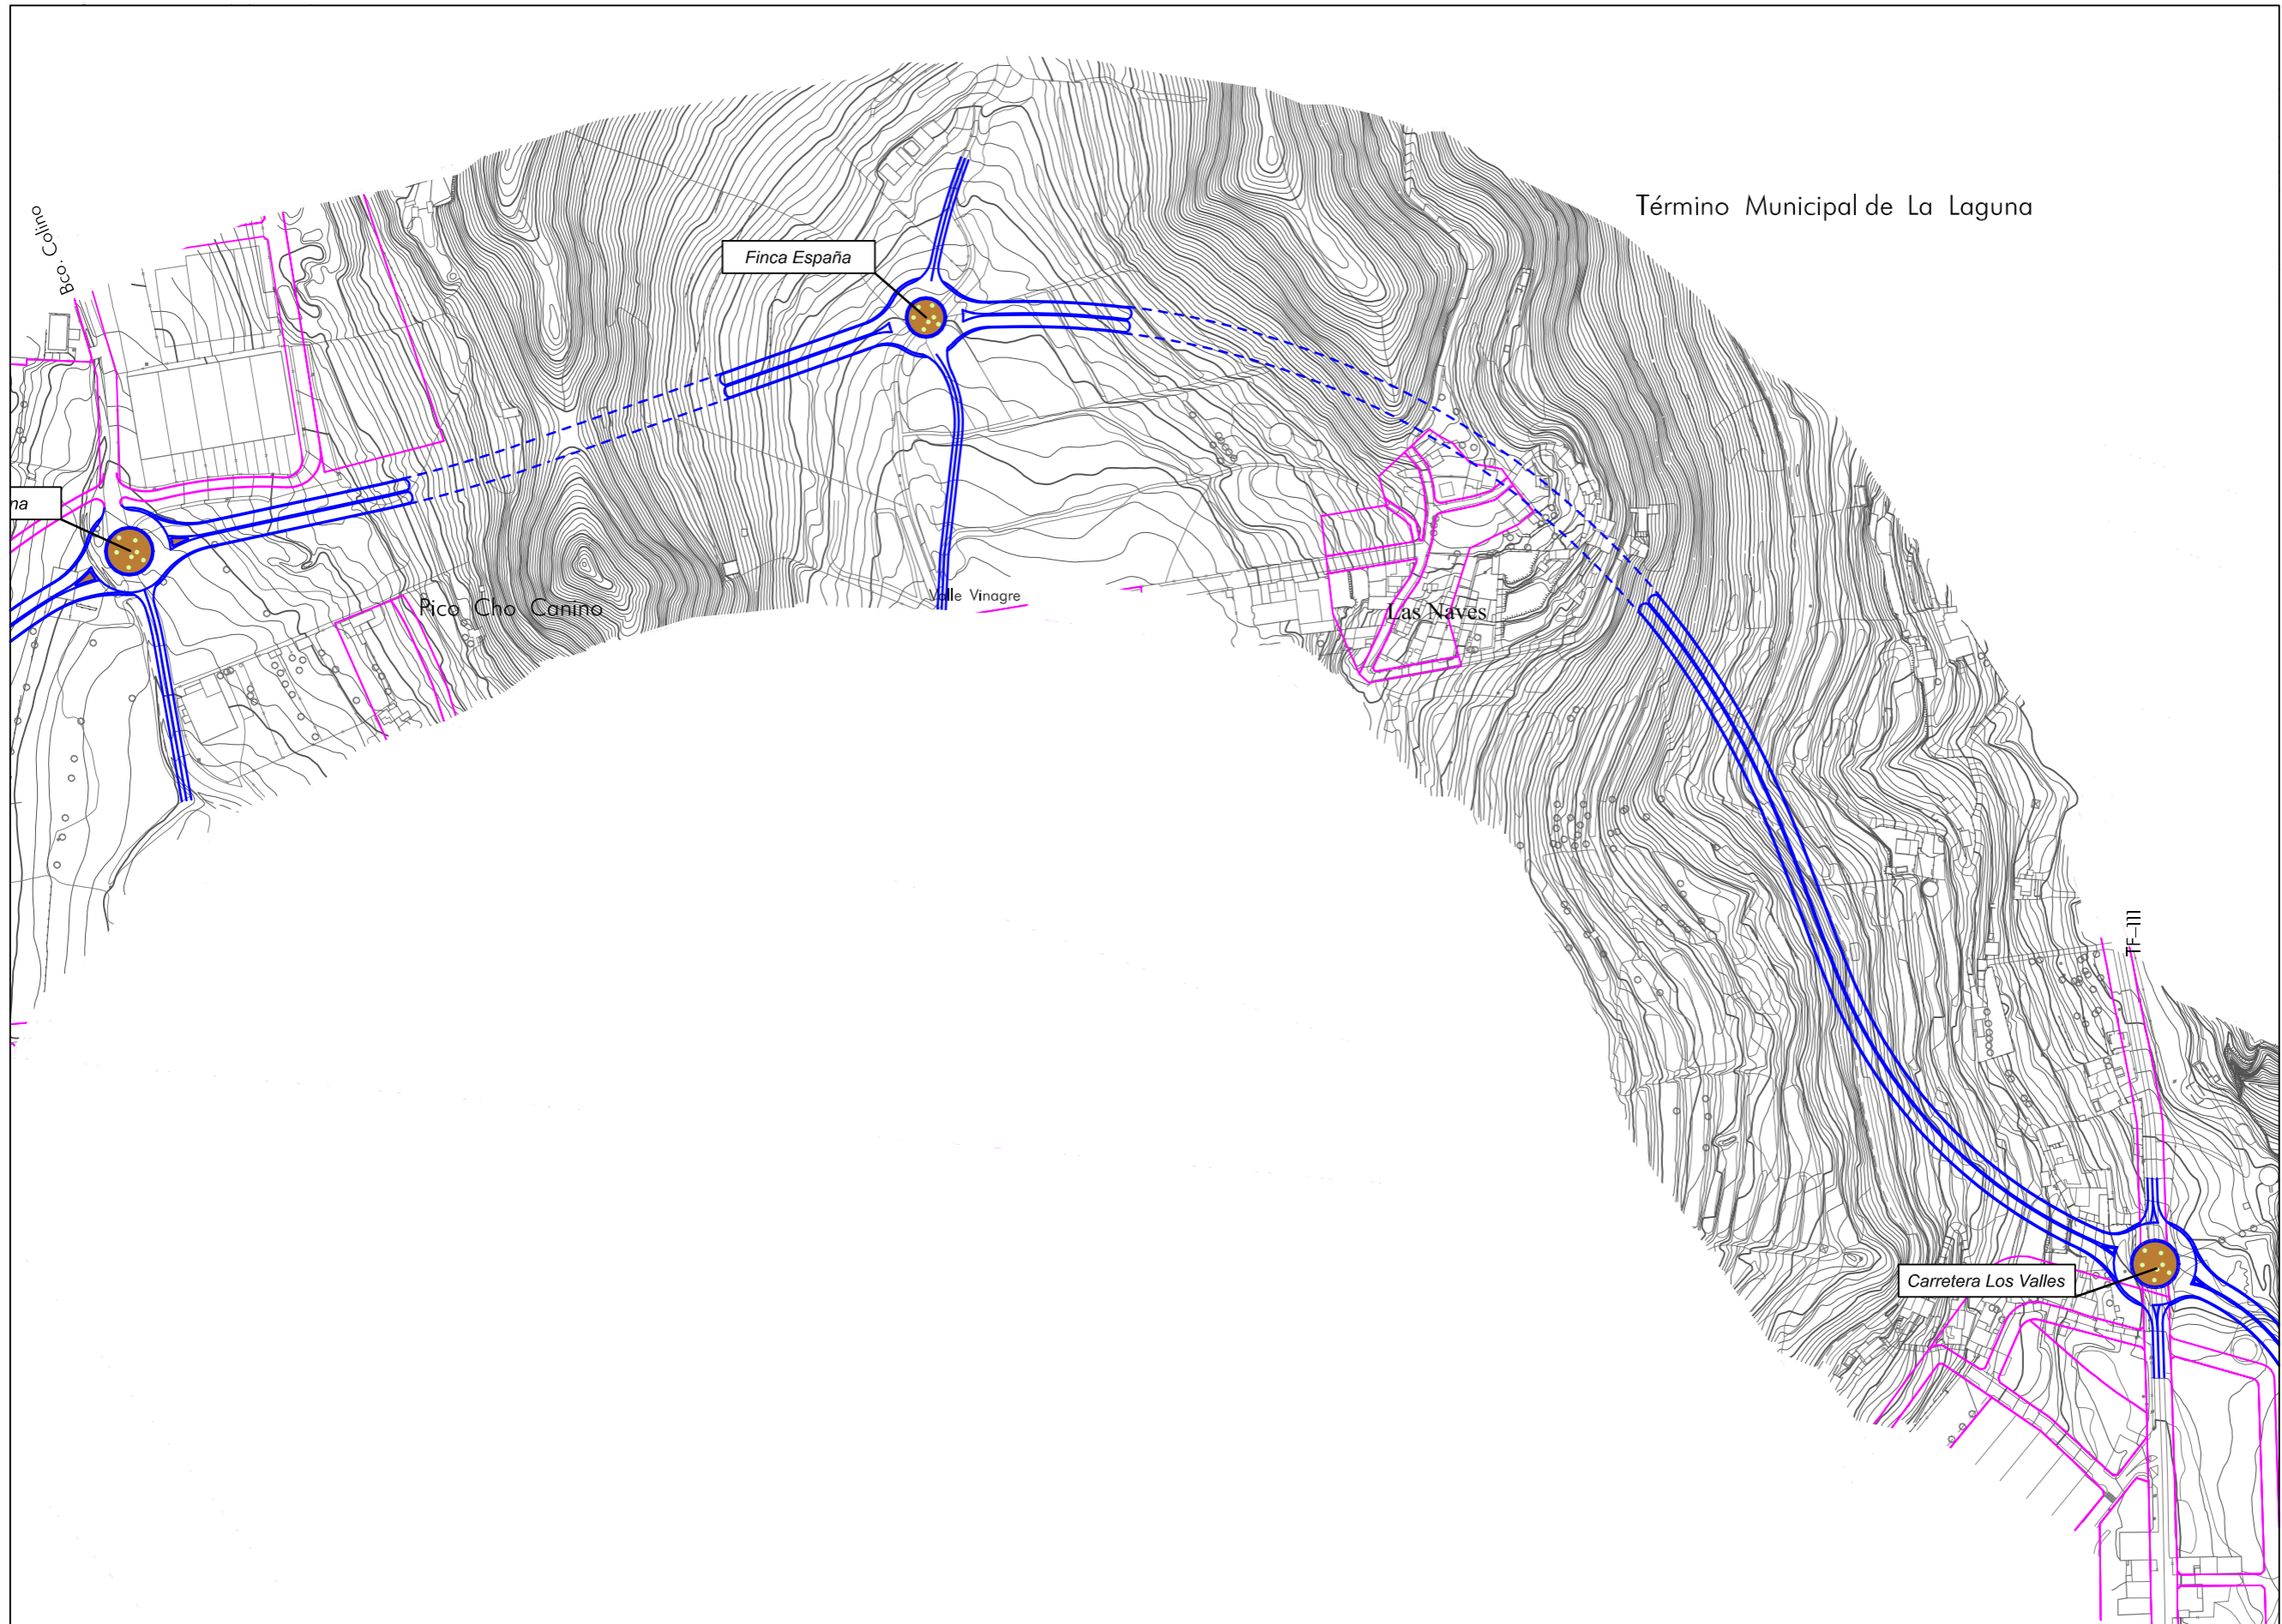 Término Municipal de La Laguna
Bco. Colino
Finca España
na
Pico Cho Canino
Valle Vinagre
Las Naves
TF-111
Carretera Los Valles